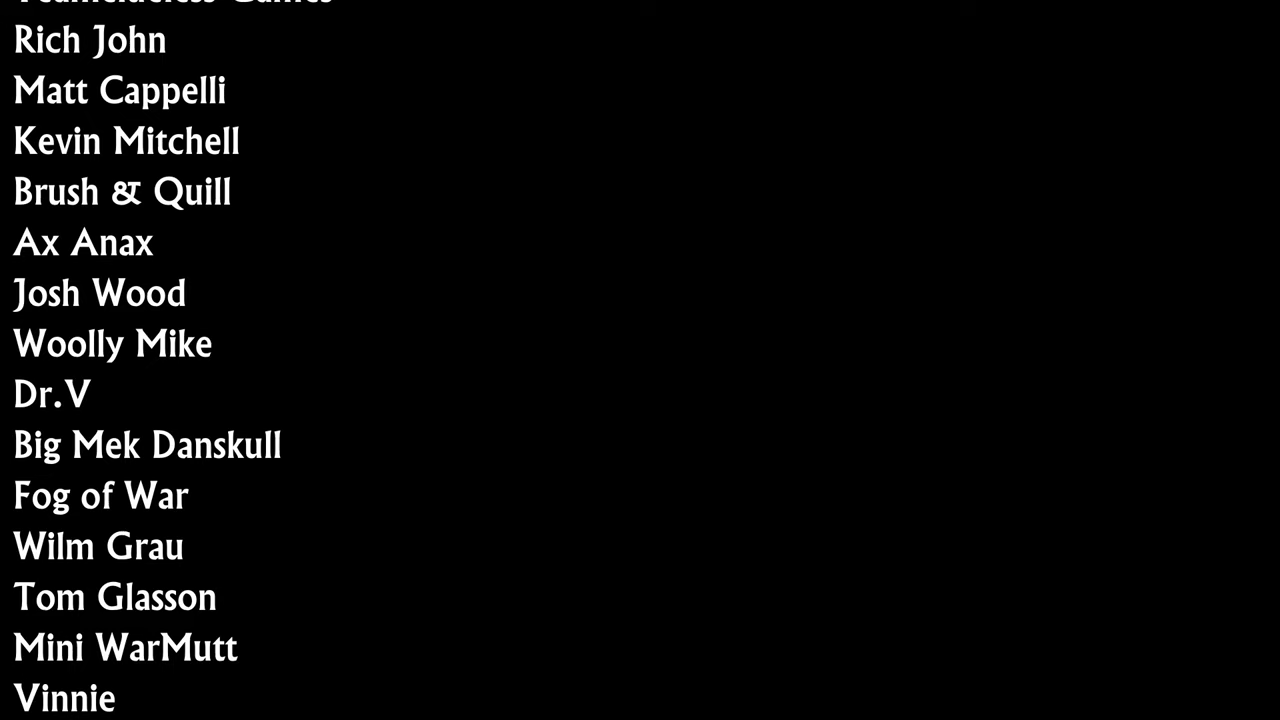 Rich John
Matt Cappelli
Kevin Mitchell
Brush & Quill
Ax Anax
Josh Wood
Woolly Mike
Dr.V
Big Mek Danskull
Fog of War
Wilm Grau
Tom Glasson
Mini WarMutt
Vinnie